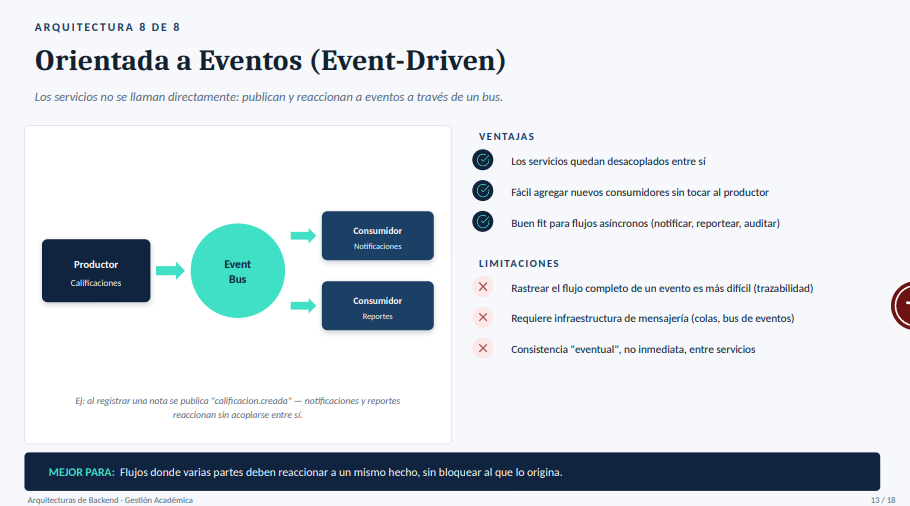 ARQUITECTURA 8 DE 8
Orientada a Eventos (Event-Driven)
Los servicios no se llaman directamente: publican y reaccionan a eventos a través de un bus.
Productor
Calificaciones
Event
Bus
Consumidor
Notificaciones
Consumidor
Reportes
Ej: al registrar una nota se publica "calificacion.creada" — notificaciones y reportes
reaccionan sin acoplarse entre sí.
VENTAJAS
Los servicios quedan desacoplados entre sí
Fácil agregar nuevos consumidores sin tocar al productor
Buen fit para flujos asíncronos (notificar, reportear, auditar)
LIMITACIONES
Rastrear el flujo completo de un evento es más difícil (trazabilidad)
Requiere infraestructura de mensajería (colas, bus de eventos)
Consistencia "eventual", no inmediata, entre servicios
MEJOR PARA: Flujos donde varias partes deben reaccionar a un mismo hecho, sin bloquear al que lo origina.
Arquitecturas de Backend · Gestión Académica
13 / 18